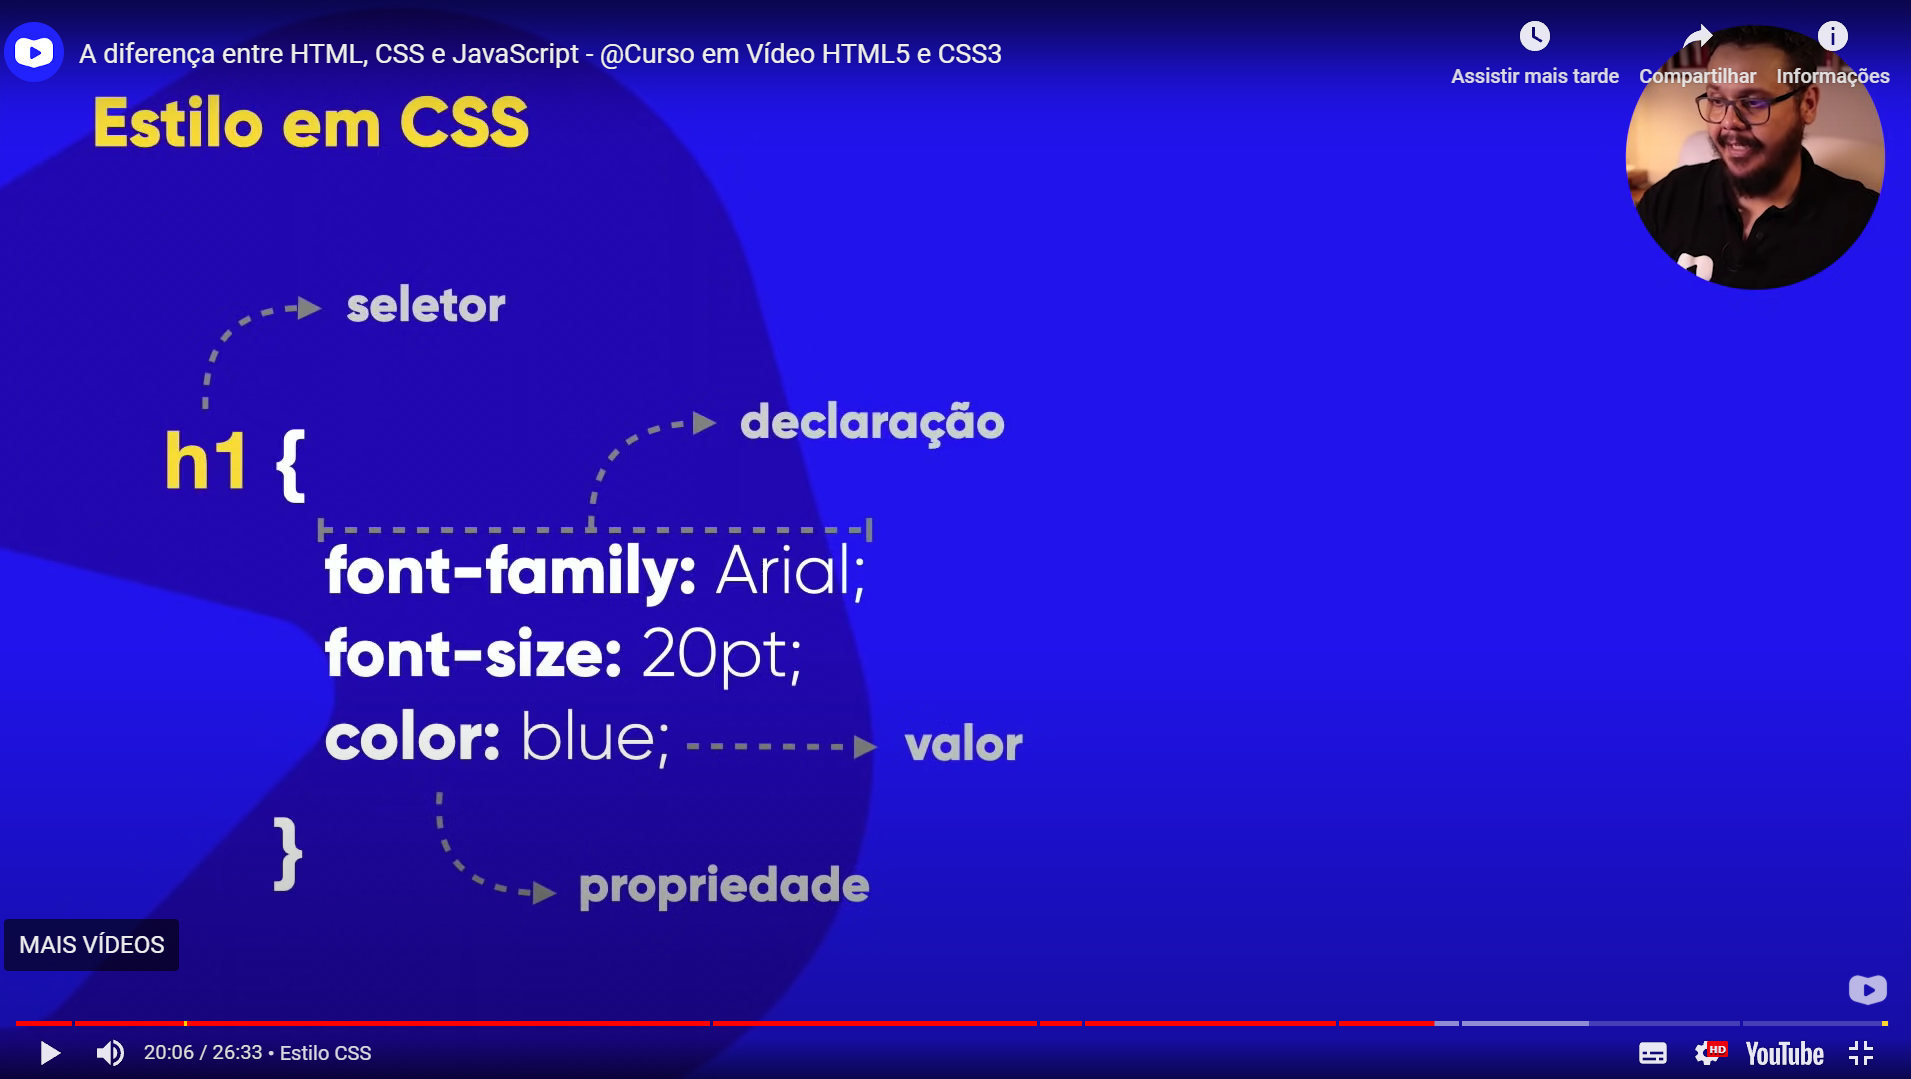 A diferença entre HTML, CSS e JavaScript - @Curso em Vídeo HTML5 e CSS3
Assistir mais tarde
Compartilhar
Informações
Estilo em CSS
seletor
declaração
h1 {
font-family: Arial;
font-size: 20pt;
color: blue;
valor
}
propriedade
MAIS VÍDEOS
20:06 / 26:33 • Estilo CSS
HD
YouTube